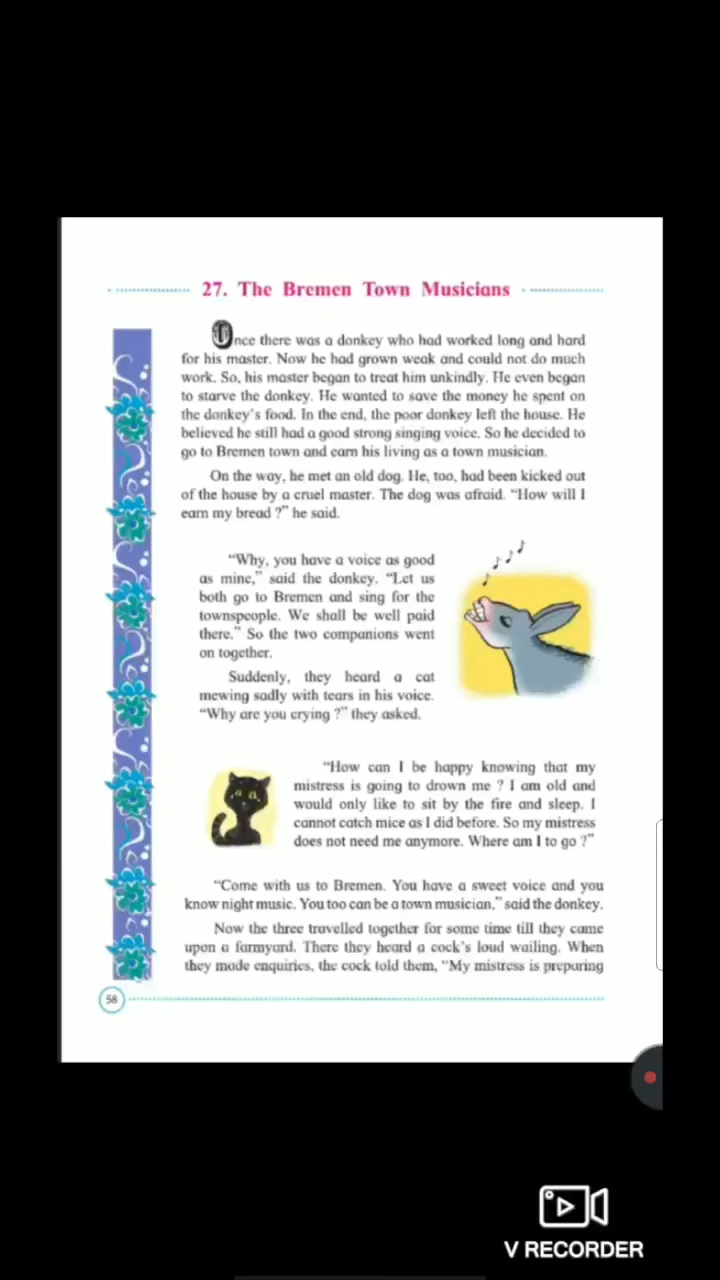 27. The Bremen Town Musicians
Once there was a donkey who had worked long and hard
for his master. Now he had grown weak and could not do much
work. So, his master began to treat him unkindly. He even began
to starve the donkey. He wanted to save the money he spent on
the donkey's food. In the end, the poor donkey left the house. He
believed he still had a good strong singing voice. So he decided to
go to Bremen town and earn his living as a town musician.
On the way, he met an old dog. He, too, had been kicked out
of the house by a cruel master. The dog was afraid. “How will I
earn my bread ?” he said.
“Why, you have a voice as good
as mine,” said the donkey. “Let us
both go to Bremen and sing for the
townspeople. We shall be well paid
there.” So the two companions went
on together.
Suddenly, they heard a cat
mewing sadly with tears in his voice.
“Why are you crying ?” they asked.
“How can I be happy knowing that my
mistress is going to drown me ? I am old and
would only like to sit by the fire and sleep. I
cannot catch mice as I did before. So my mistress
does not need me anymore. Where am I to go ?”
“Come with us to Bremen. You have a sweet voice and you
know night music. You too can be a town musician,” said the donkey.
Now the three travelled together for some time till they came
upon a farmyard. There they heard a cock's loud wailing. When
they made enquiries, the cock told them, “My mistress is preparing
58
V RECORDER